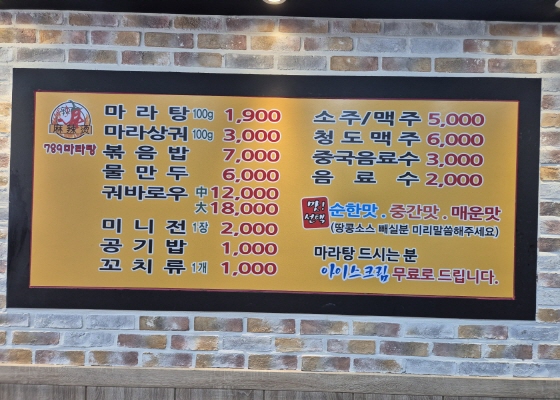 789마라탕
마라탕 100g 1,900
마라샹궈 100g 3,000
볶음밥 7,000
물만두 6,000
궈바로우 中 12,000
大 18,000
미니전 1장 2,000
공기밥 1,000
꼬치류 1개 1,000
소주/맥주 5,000
청도맥주 6,000
중국음료수 3,000
음료수 2,000
맛!
선택
순한맛 . 중간맛 . 매운맛
(땅콩소스 빼실분 미리말씀해주세요)
마라탕 드시는 분
아이스크림 무료로 드립니다.